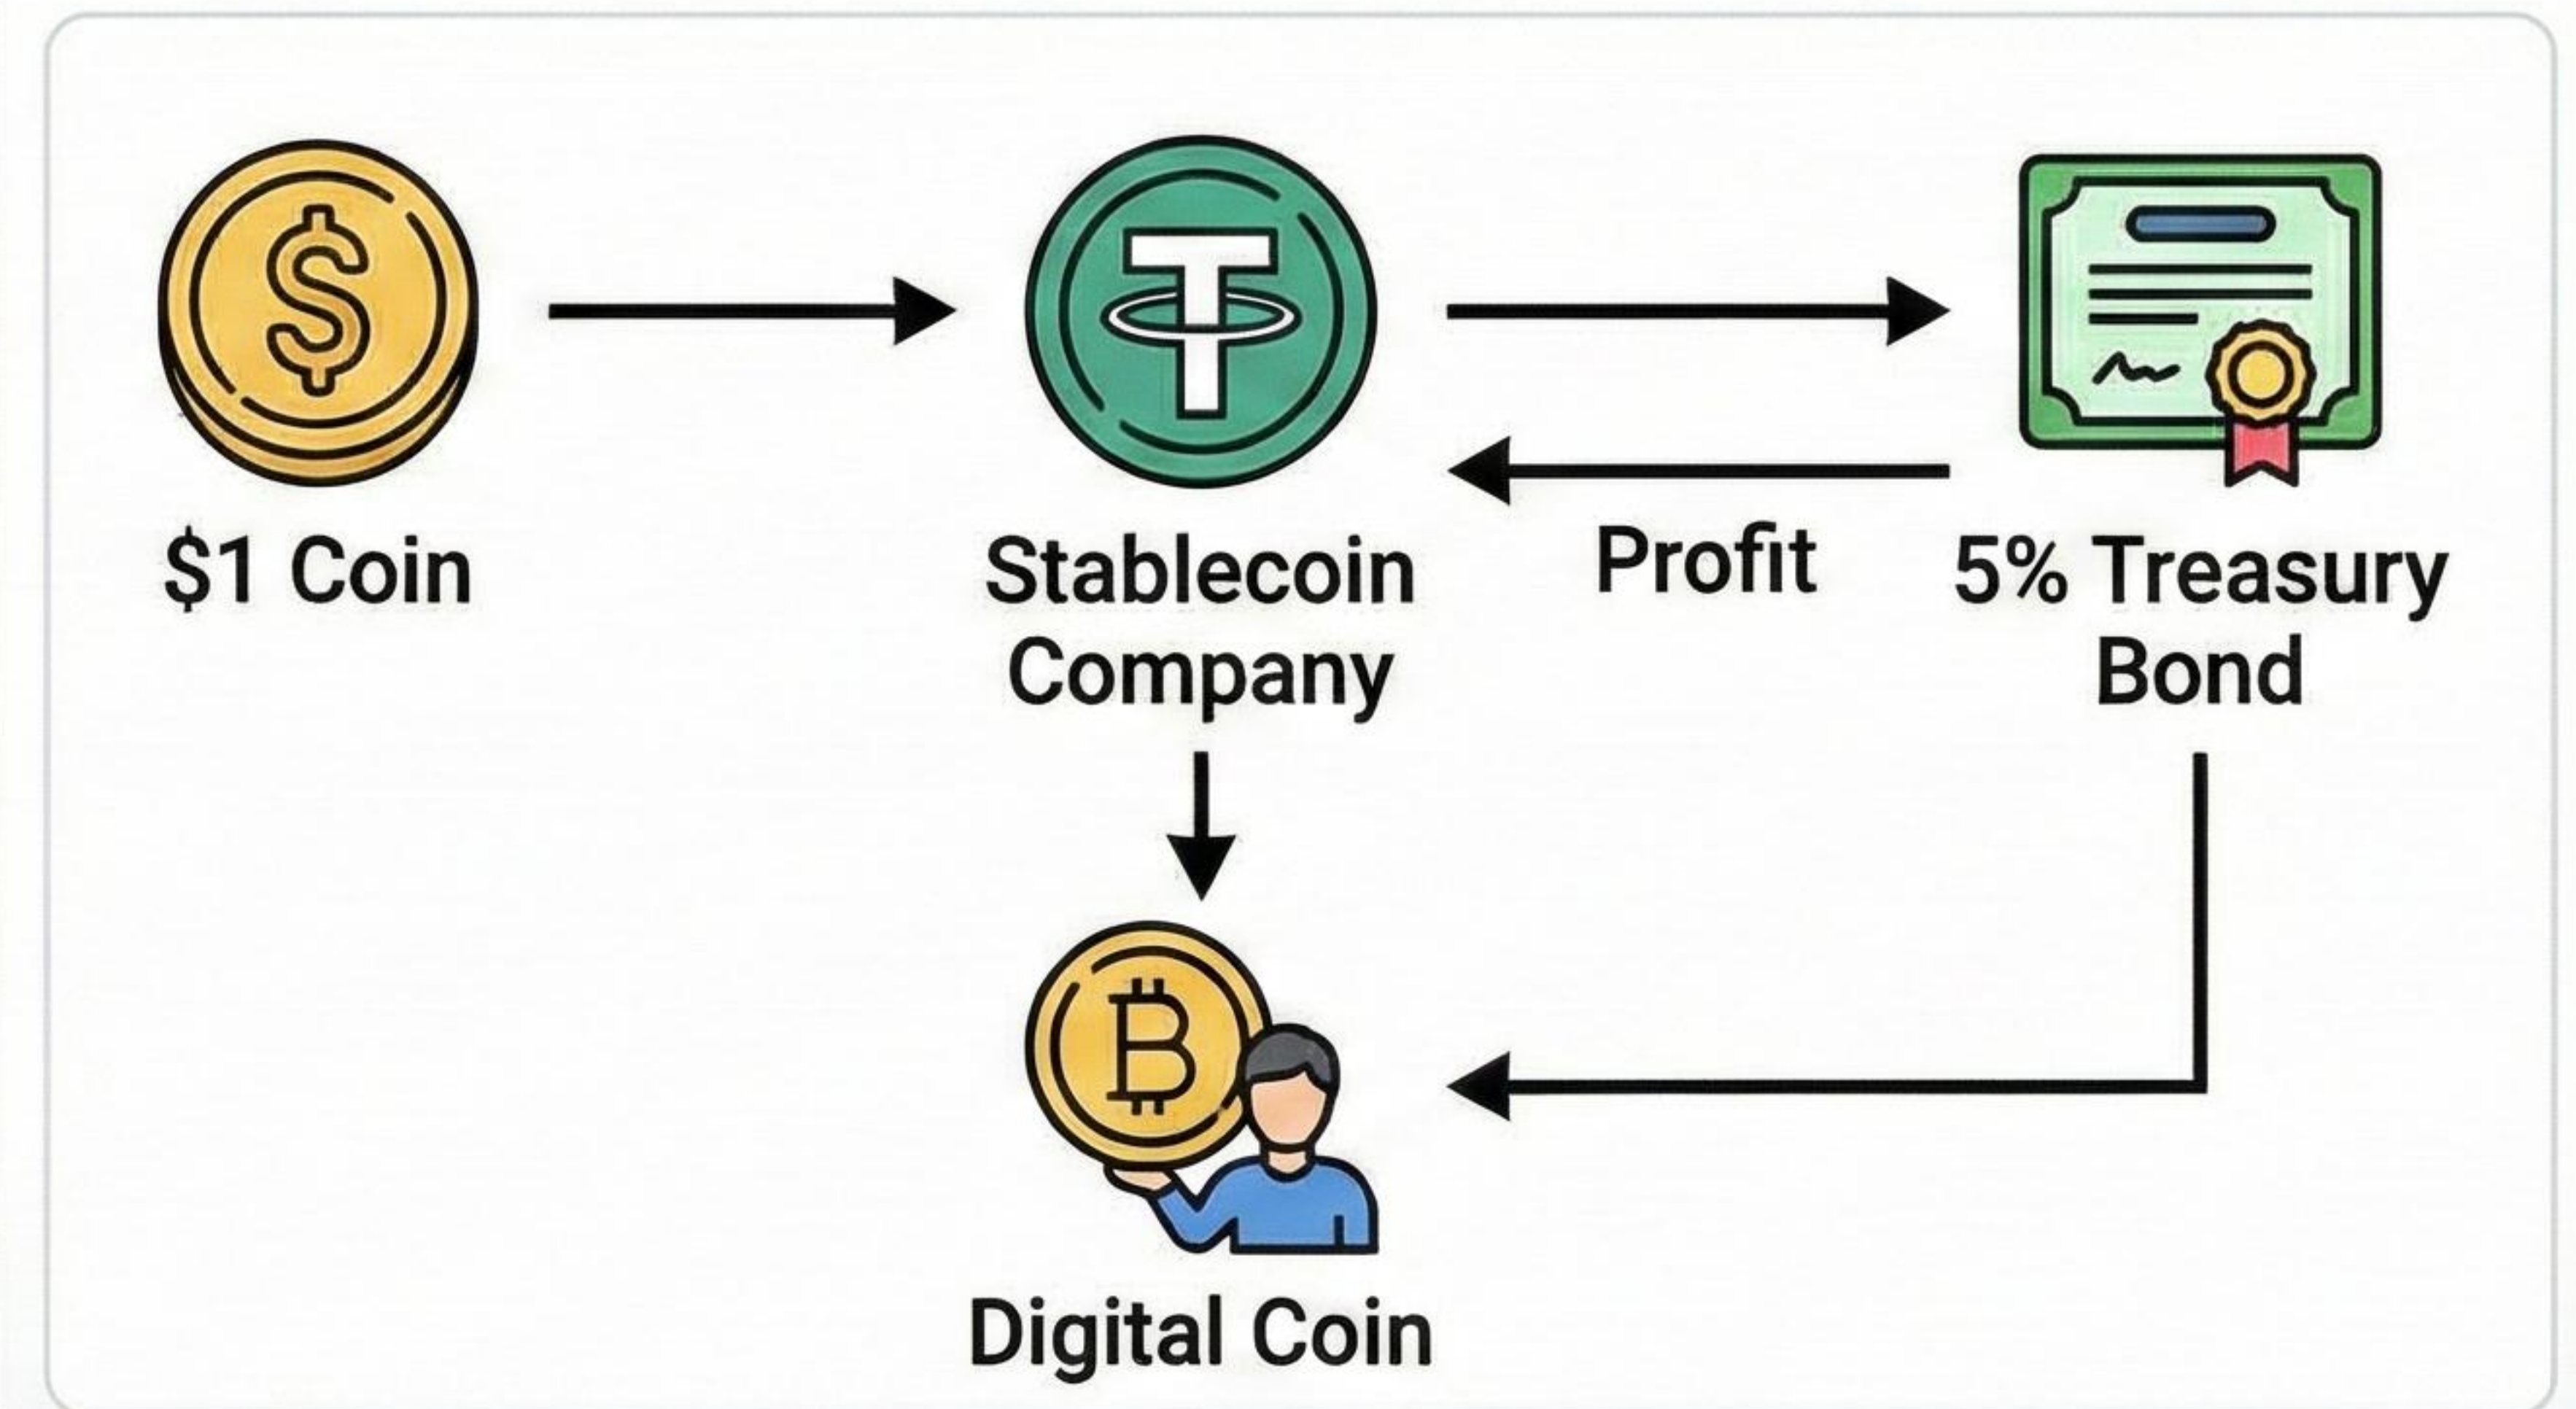 $1 Coin
Stablecoin
Company
Profit
5% Treasury
Bond
Digital Coin